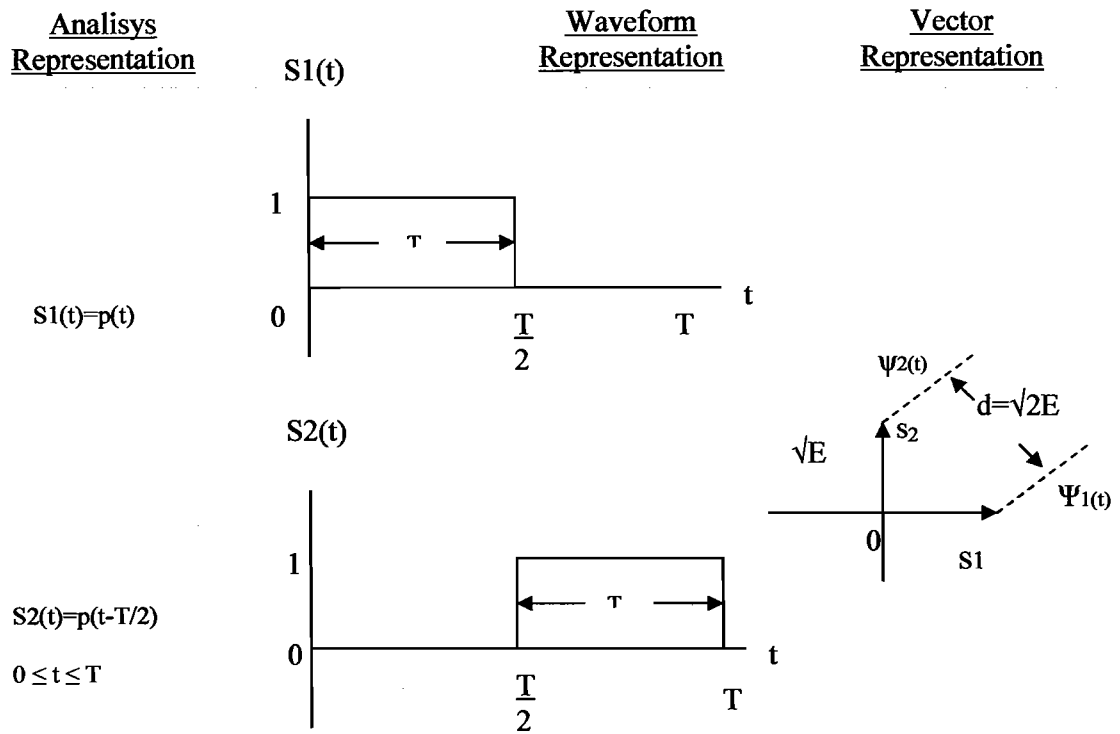 Analisys
Representation
Waveform
Representation
Vector
Representation
S1(t)
1
T
S1(t)=p(t)
0
T
2
T
t
S2(t)
1
T
S2(t)=p(t-T/2)
0 ≤ t ≤ T
0
T
2
T
t
Ψ2(t)
d=√2E
√E
s2
Ψ1(t)
0
S1